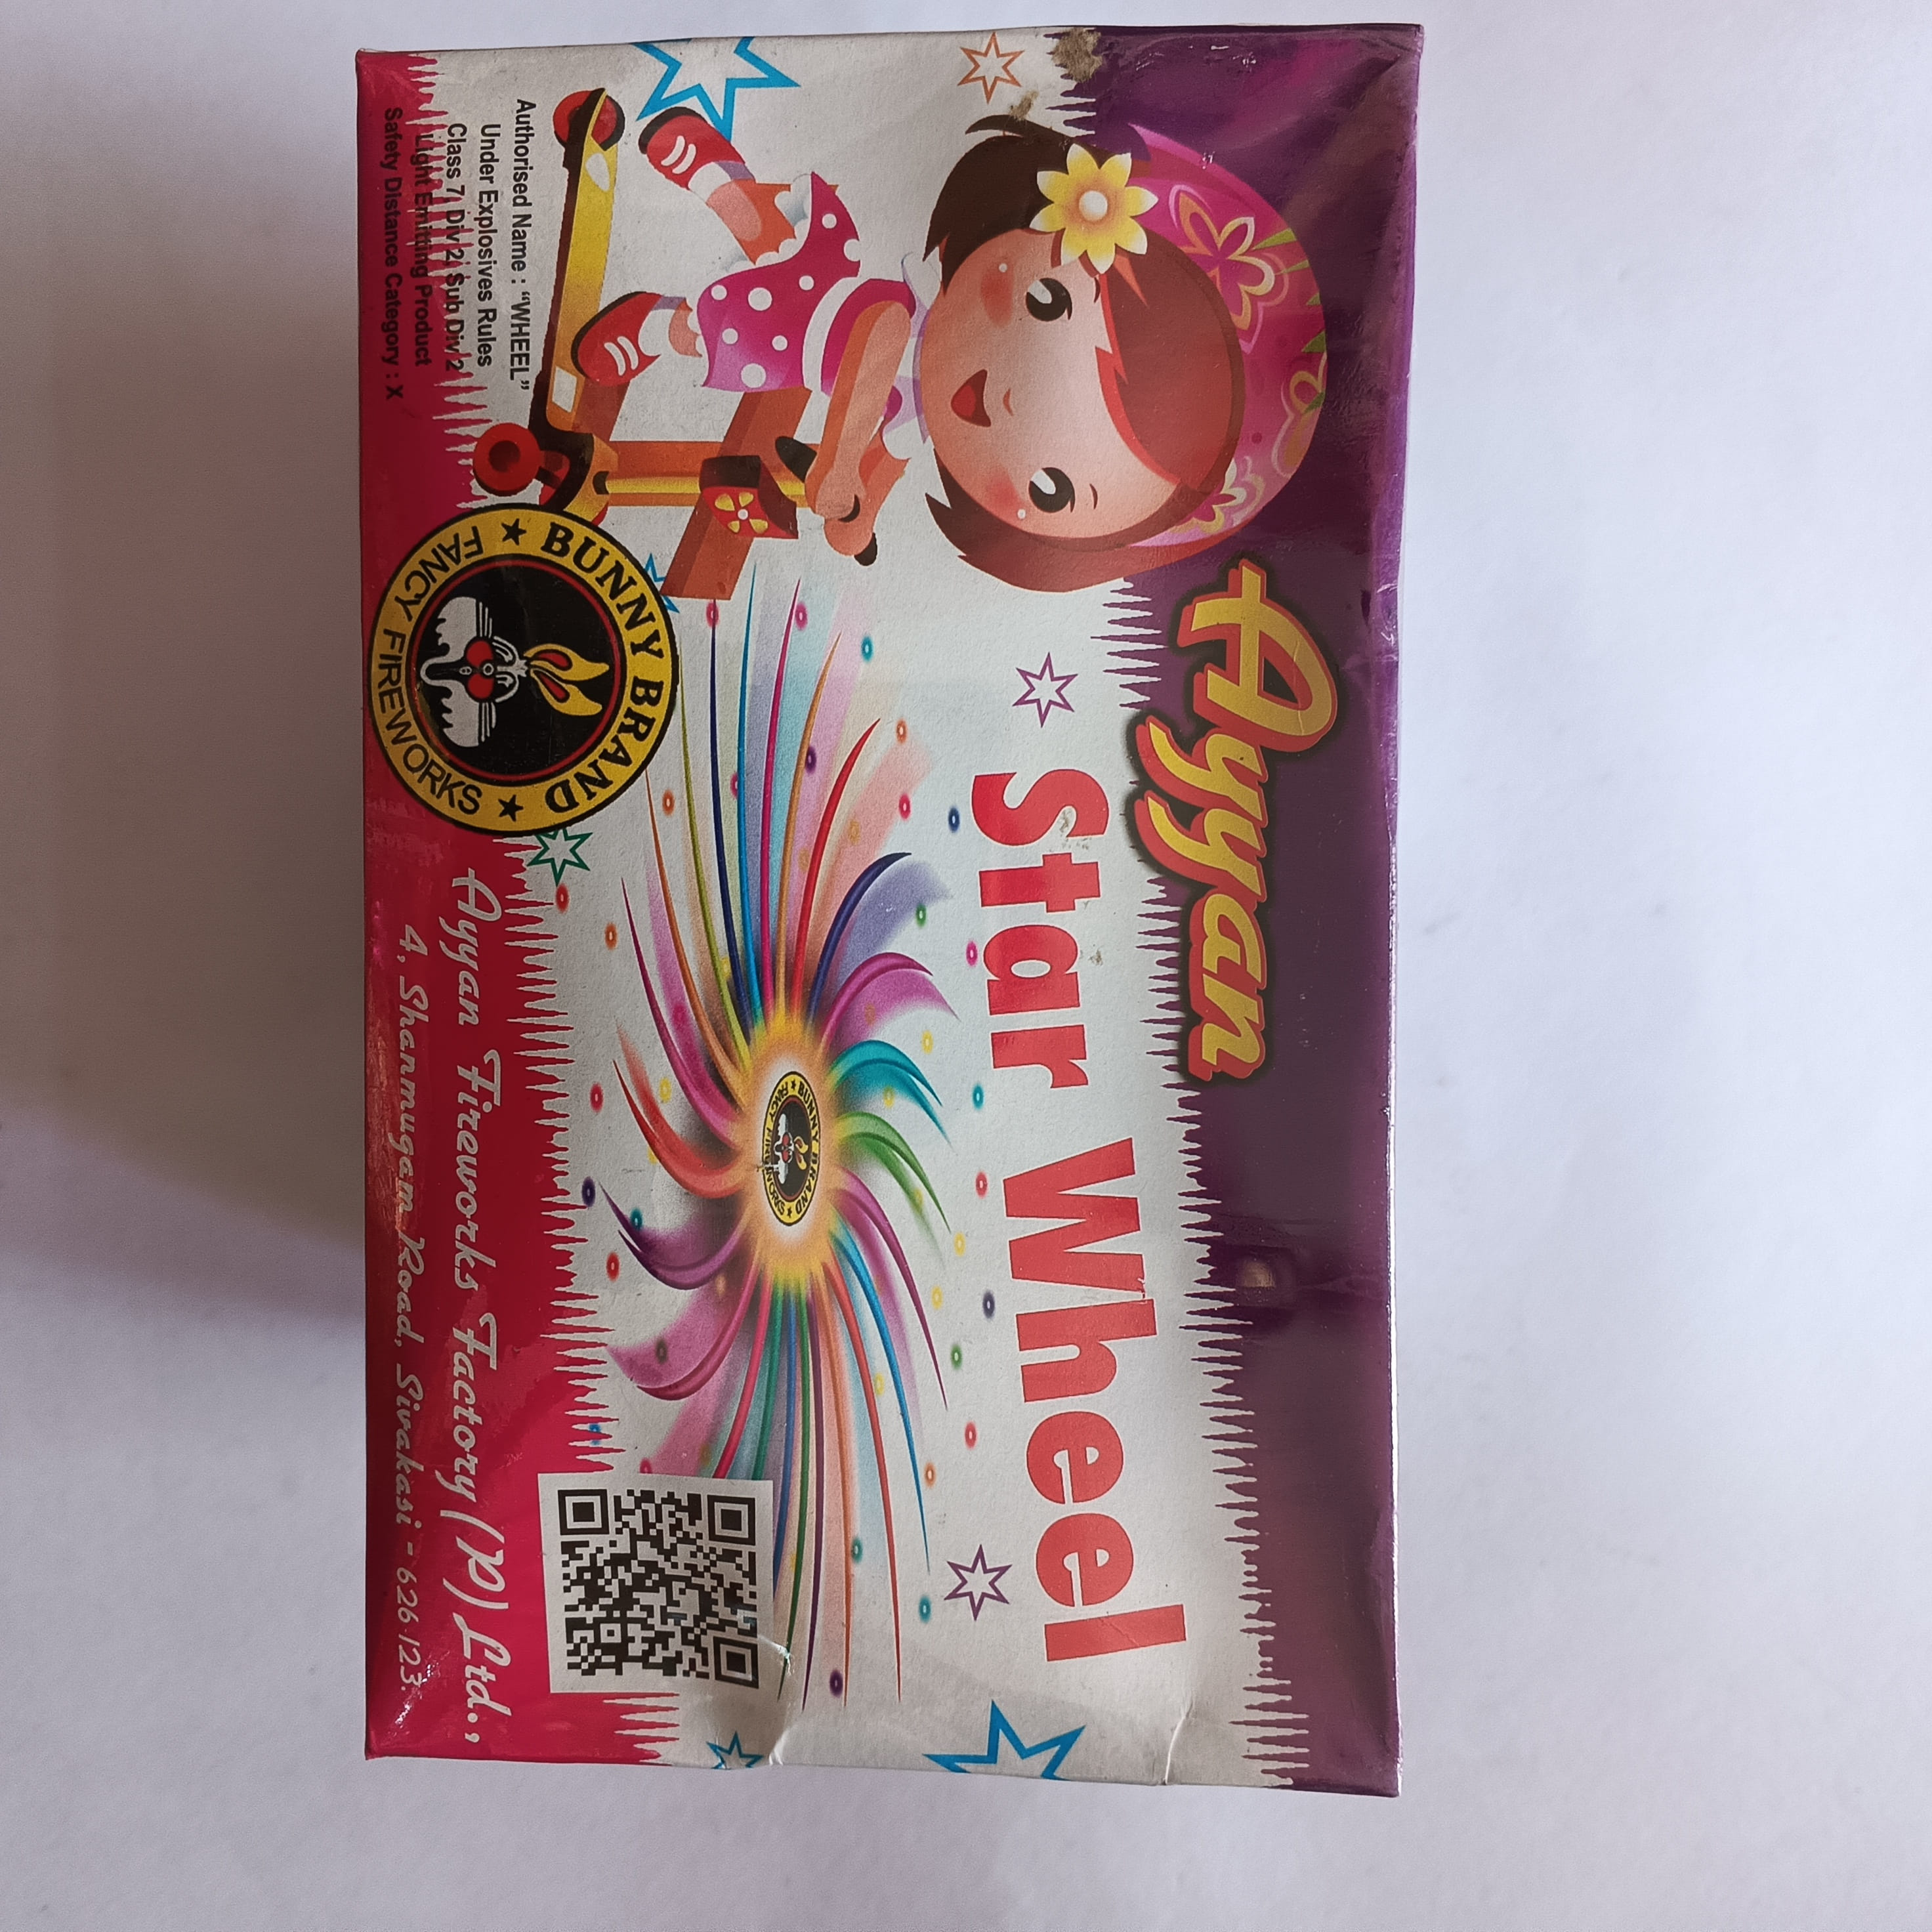 Ayyan
Star Wheel
BUNNY BRAND
FANCY FIREWORKS
Authorised Name : “WHEEL”
Under Explosives Rules
Class 7, Div 2, Sub Div 2
Light Emitting Product
Safety Distance Category : X
BUNNY BRAND
FANCY FIREWORKS
Ayyan Fireworks Factory (P) Ltd.,
4, Shanmugam Road, Sivakasi - 626 123.